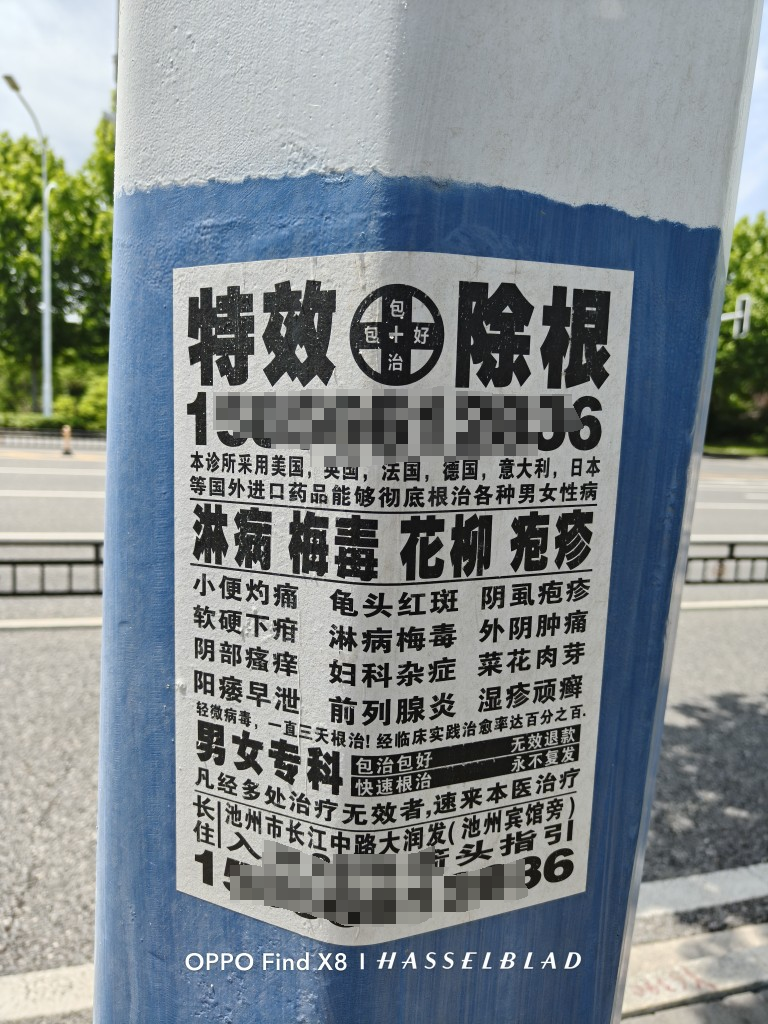 特效 包包+好治 除根
本诊所采用美国，英国，法国，德国，意大利，日本
等国外进口药品能够彻底根治各种男女性病
淋病 梅毒 花柳 疱疹
小便灼痛 龟头红斑 阴虱疱疹
软硬下疳 淋病梅毒 外阴肿痛
阴部瘙痒 妇科杂症 菜花肉芽
阳痿早泄 前列腺炎 湿疹顽癣
轻微病毒，一直三天根治！经临床实践治愈率达百分之百.
男女专科 包治包好 无效退款
快速根治 永不复发
凡经多处治疗无效者,速来本医治疗
长住 池州市长江中路大润发(池州宾馆旁)
入 头指引
OPPO Find X8 | HASSELBLAD